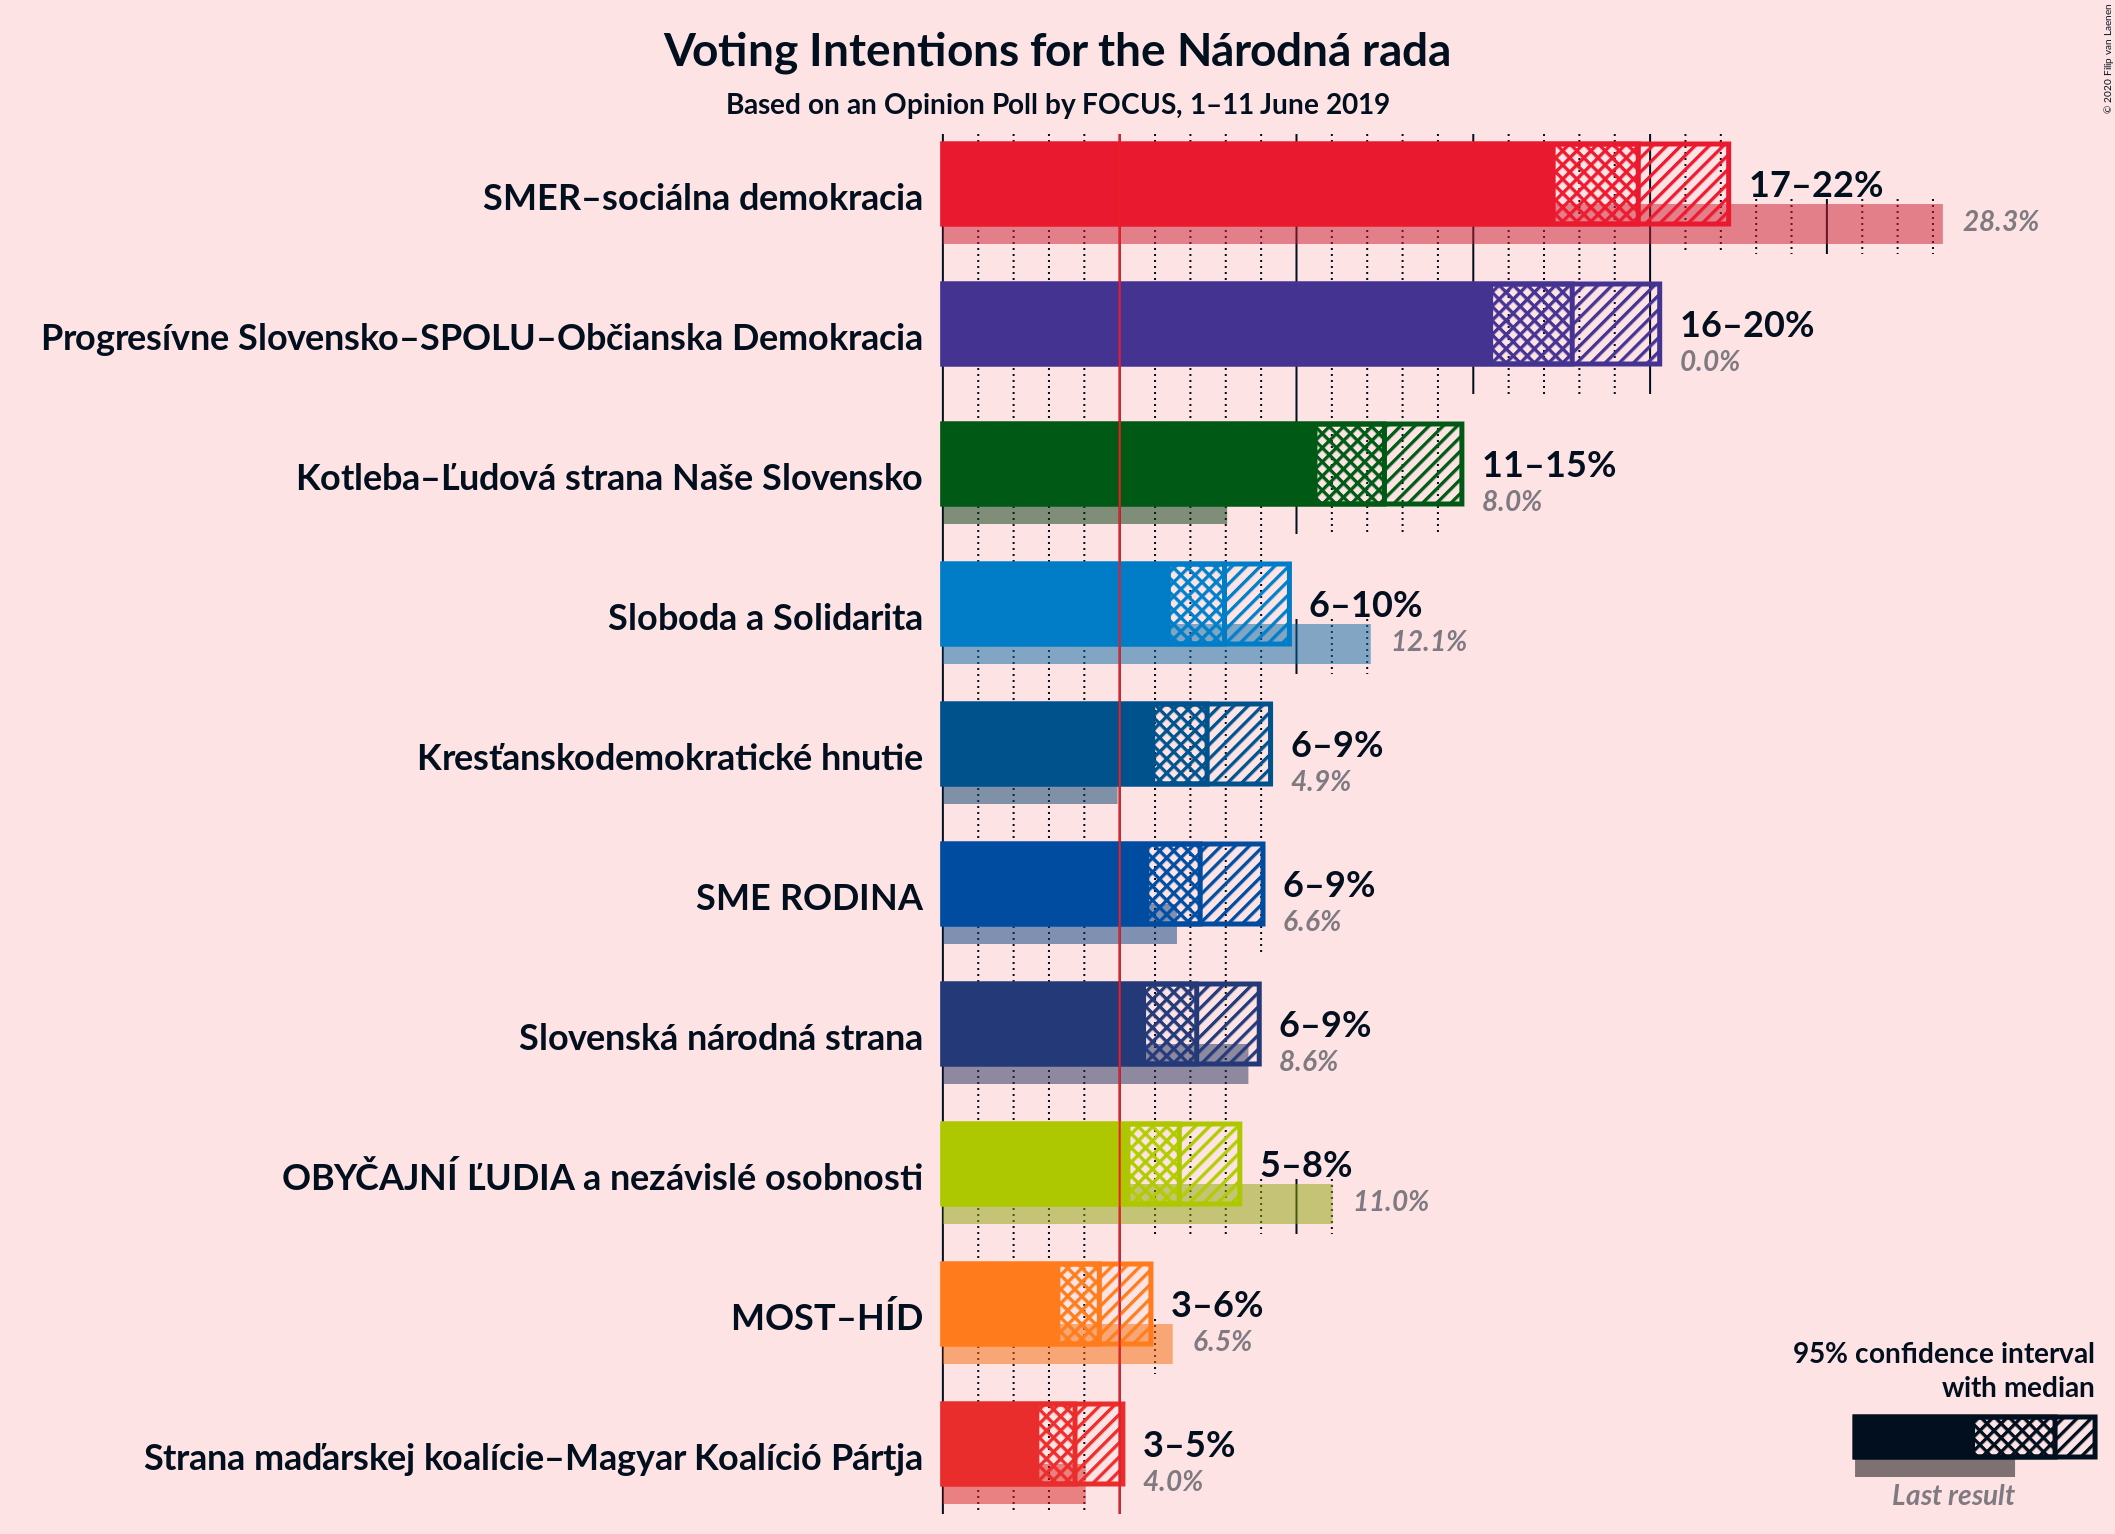 Voting Intentions for the Národná rada
Based on an Opinion Poll by FOCUS, 1–11 June 2019
© 2020 Filip van Laenen
SMER–sociálna demokracia
17–22%
28.3%
Progresívne Slovensko–SPOLU–Občianska Demokracia
16–20%
0.0%
Kotleba–Ľudová strana Naše Slovensko
11–15%
8.0%
Sloboda a Solidarita
6–10%
12.1%
Kresťanskodemokratické hnutie
6–9%
4.9%
SME RODINA
6–9%
6.6%
Slovenská národná strana
6–9%
8.6%
OBYČAJNÍ ĽUDIA a nezávislé osobnosti
5–8%
11.0%
MOST–HÍD
3–6%
6.5%
Strana maďarskej koalície–Magyar Koalíció Pártja
3–5%
4.0%
95% confidence interval
with median
Last result